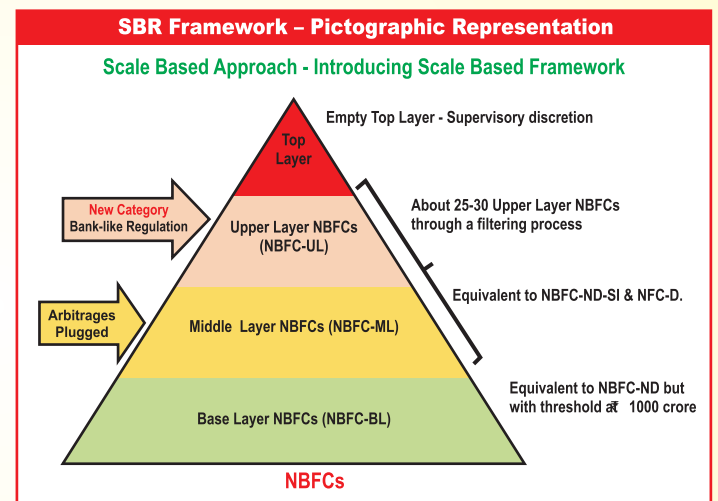 SBR Framework – Pictographic Representation
Scale Based Approach - Introducing Scale Based Framework
Empty Top Layer - Supervisory discretion
Top
Layer
About 25-30 Upper Layer NBFCs
through a filtering process
New Category
Bank-like Regulation
Upper Layer NBFCs
(NBFC-UL)
Equivalent to NBFC-ND-SI & NFC-D.
Arbitrages
Plugged
Middle Layer NBFCs (NBFC-ML)
Equivalent to NBFC-ND but
with threshold at ₹ 1000 crore
Base Layer NBFCs (NBFC-BL)
NBFCs